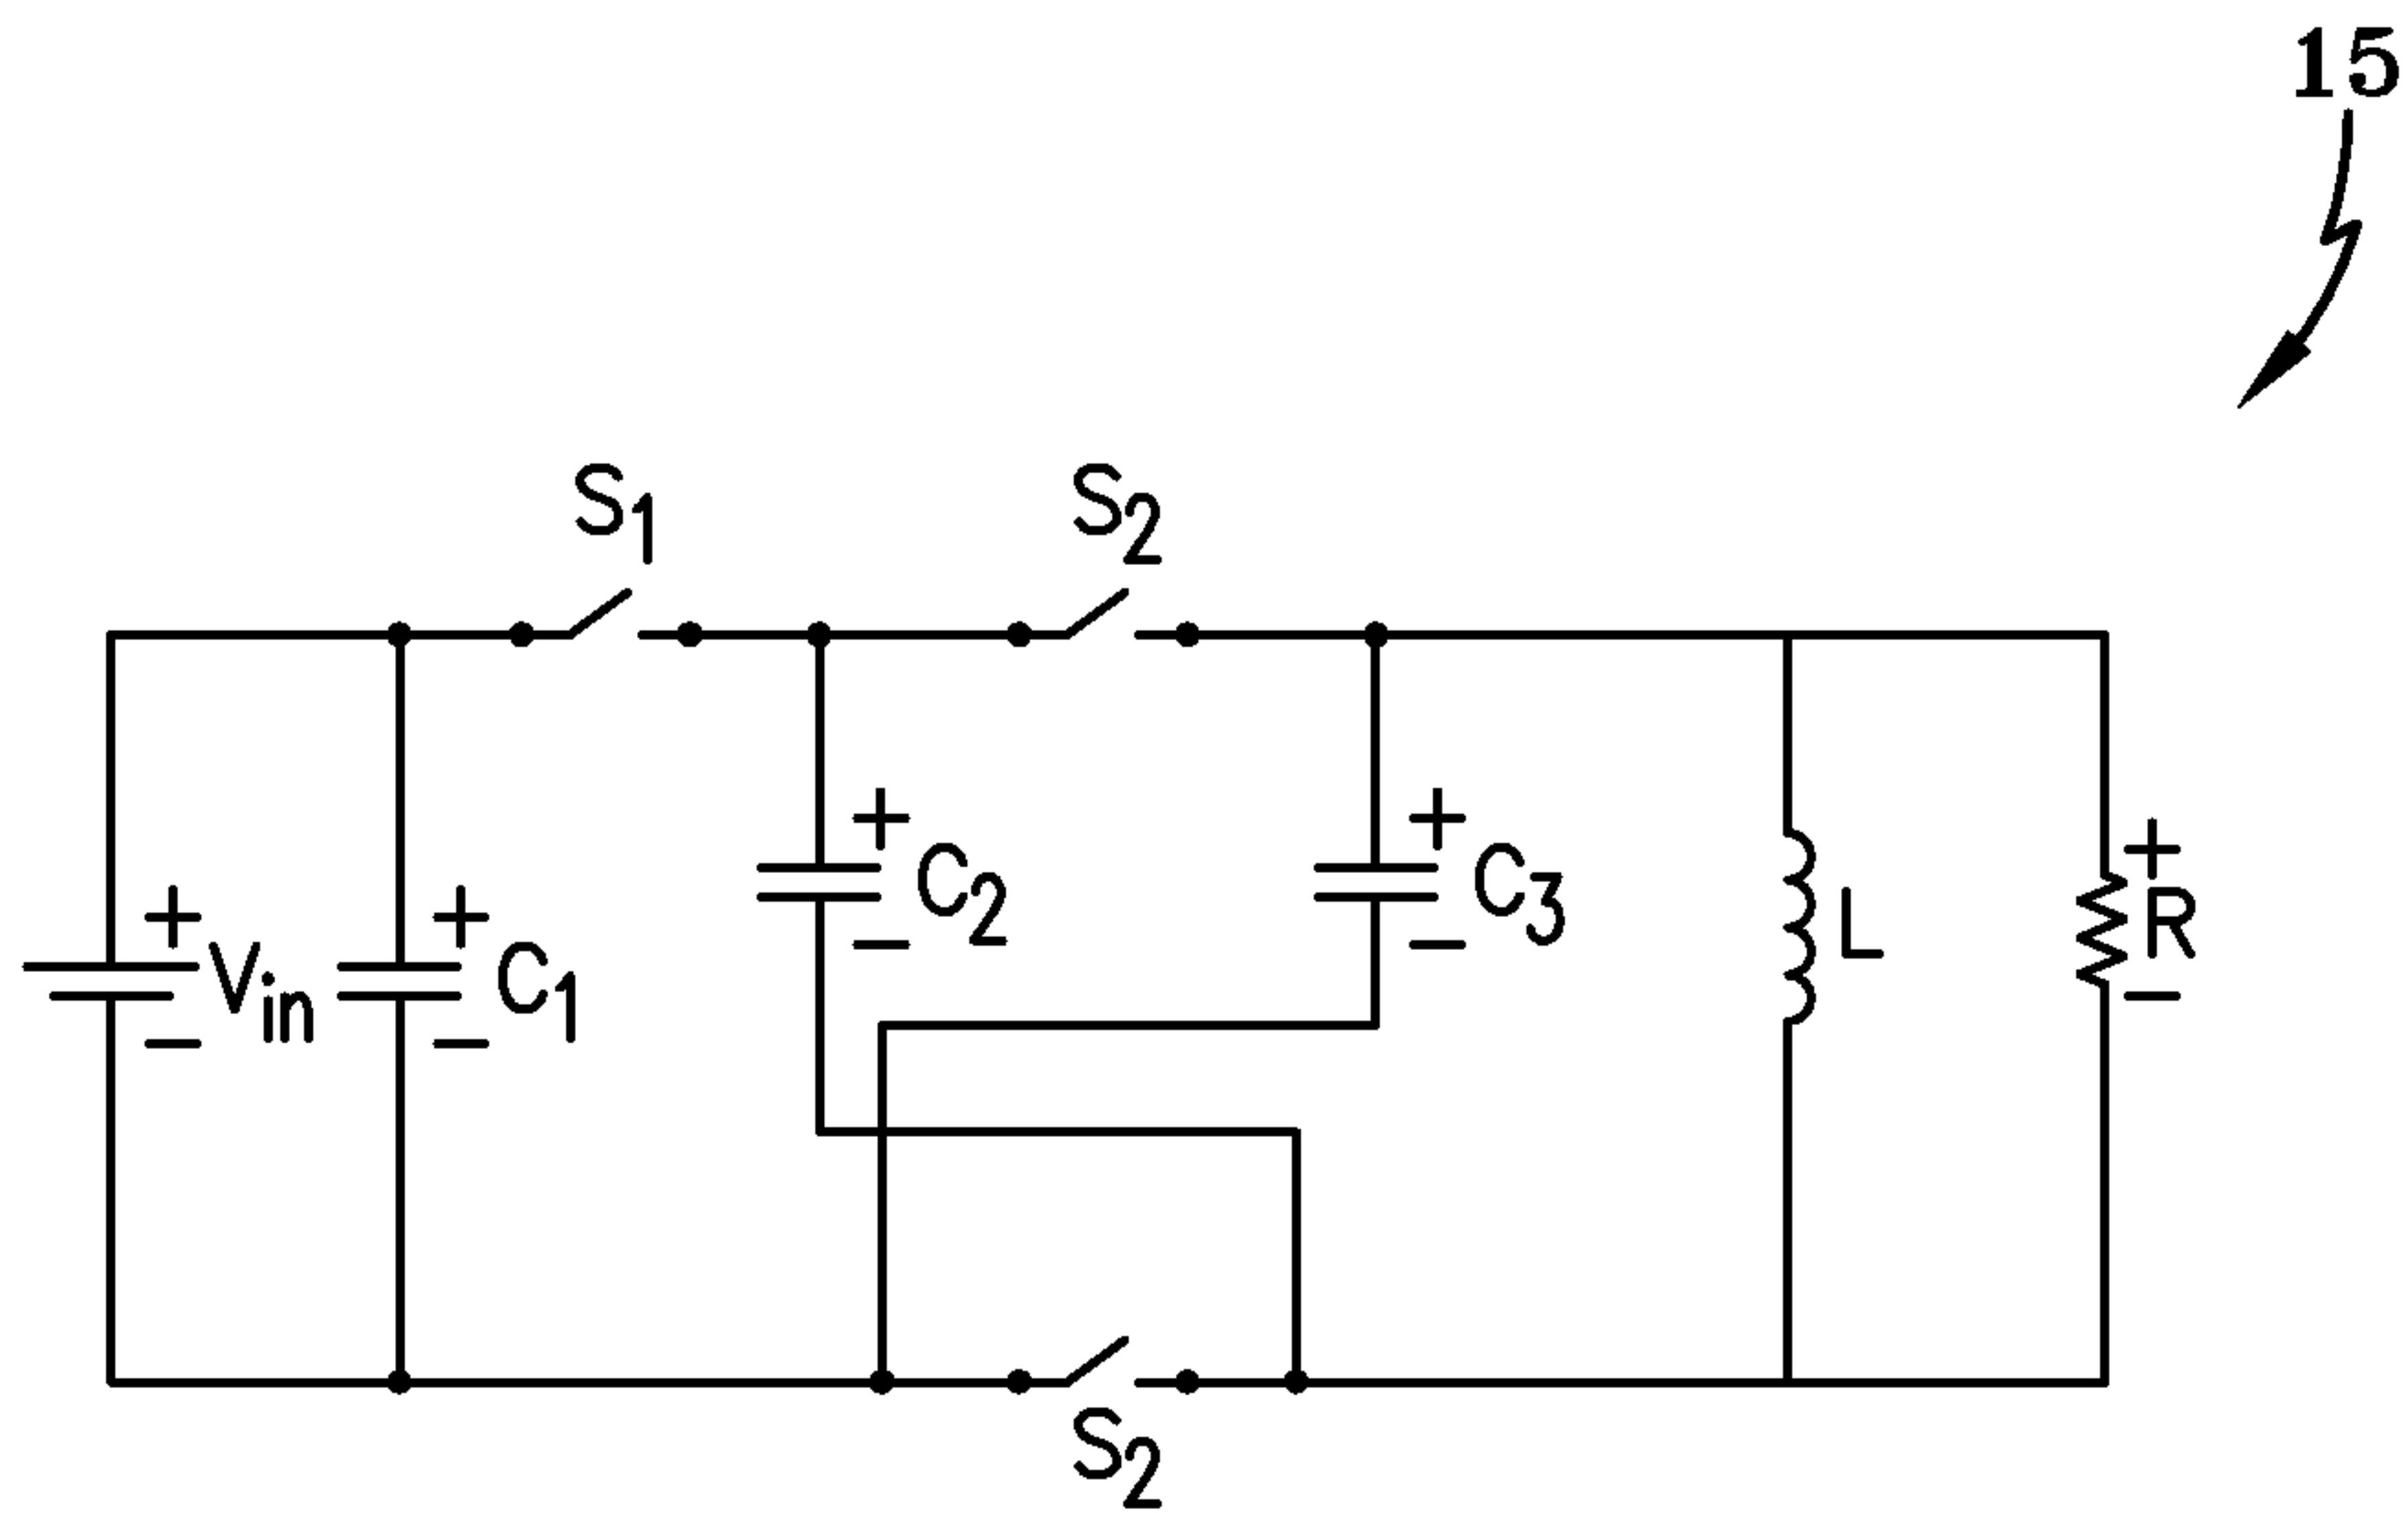 15
S1 S2
+ + + 
+ + C2 C3 L R
Vin C1 − − −
− −
S2